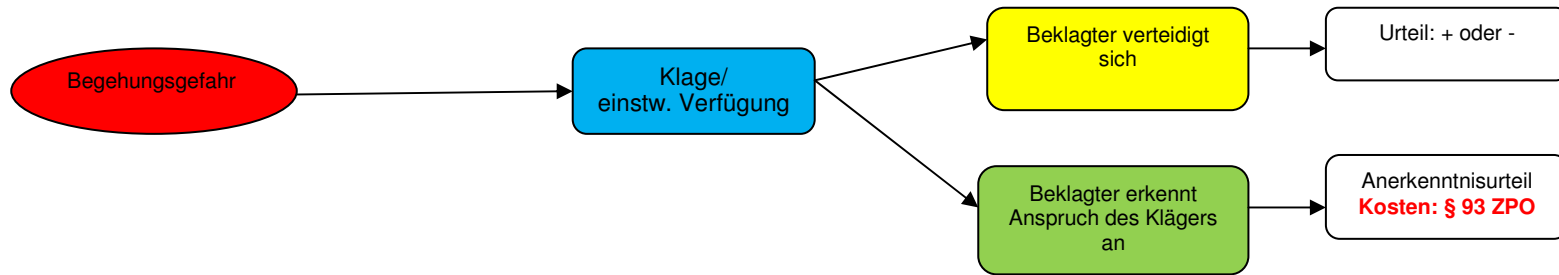 Begehungsgefahr
Klage/
einstw. Verfügung
Beklagter verteidigt
sich
Urteil: + oder -
Beklagter erkennt
Anspruch des Klägers
an
Anerkenntnisurteil
Kosten: § 93 ZPO